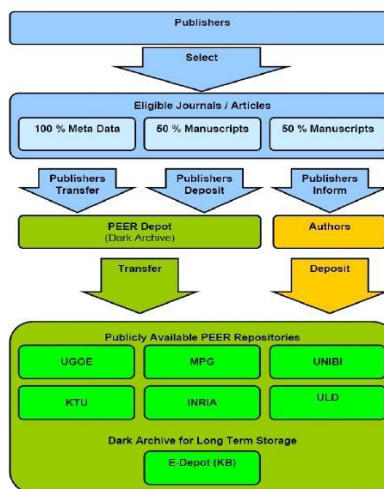 Publishers
Select
Eligible Journals / Articles
100 % Meta Data
50 % Manuscripts
50 % Manuscripts
Publishers
Transfer
Publishers
Deposit
Publishers
Inform
PEER Depot
(Dark Archive)
Authors
Transfer
Deposit
Publicly Available PEER Repositories
UGOE
MPG
UNIBI
KTU
INRIA
ULD
Dark Archive for Long Term Storage
E-Depot (KB)